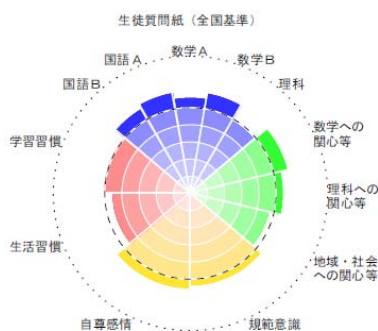 生徒質問紙（全国基準）
数学Ａ
国語Ａ
数学Ｂ
国語Ｂ
理科
学習習慣
数学への
関心等
理科への
関心等
生活習慣
地域・社会
への関心等
自尊感情
規範意識